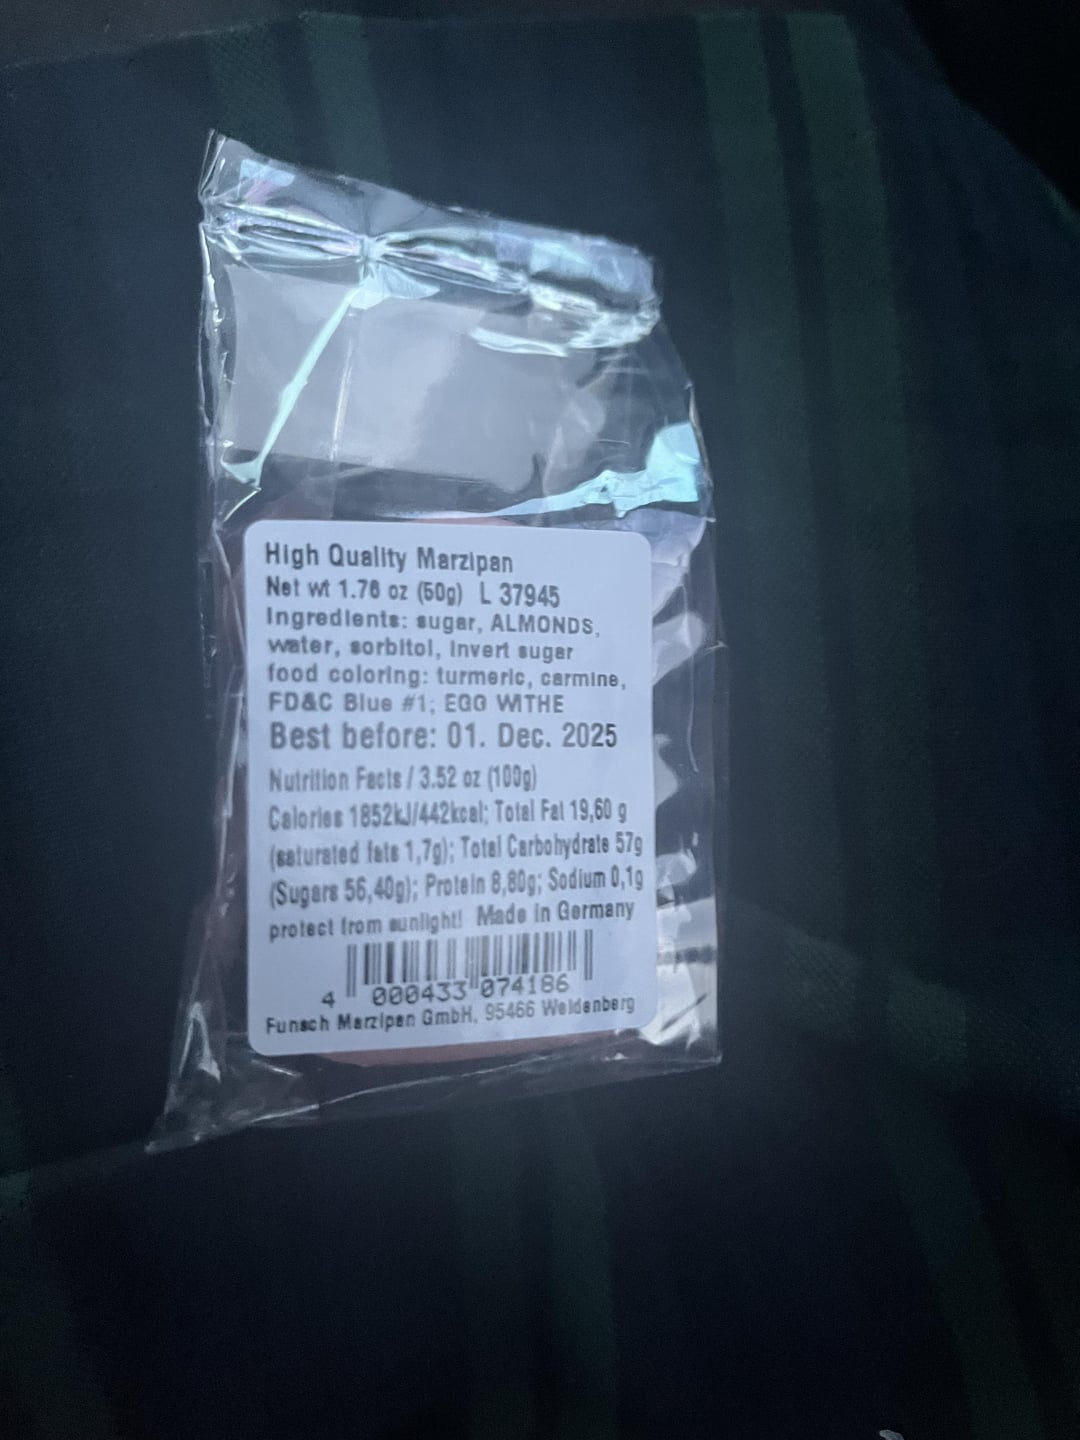 High Quality Marzipan
Net wt 1.76 oz (50g) L 37945
Ingredients: sugar, ALMONDS,
water, sorbitol, invert sugar
food coloring: turmeric, carmine,
FD&C Blue #1; EGG WITHE
Best before: 01. Dec. 2025
Nutrition Facts / 3.52 oz (100g)
Calories 1852kJ/442kcal; Total Fat 19,60 g
(saturated fats 1,7g); Total Carbohydrate 57g
(Sugars 56,40g); Protein 8,80g; Sodium 0,1g
protect from sunlight! Made in Germany
4 000433 074186
Funsch Marzipan GmbH, 95466 Weidenberg